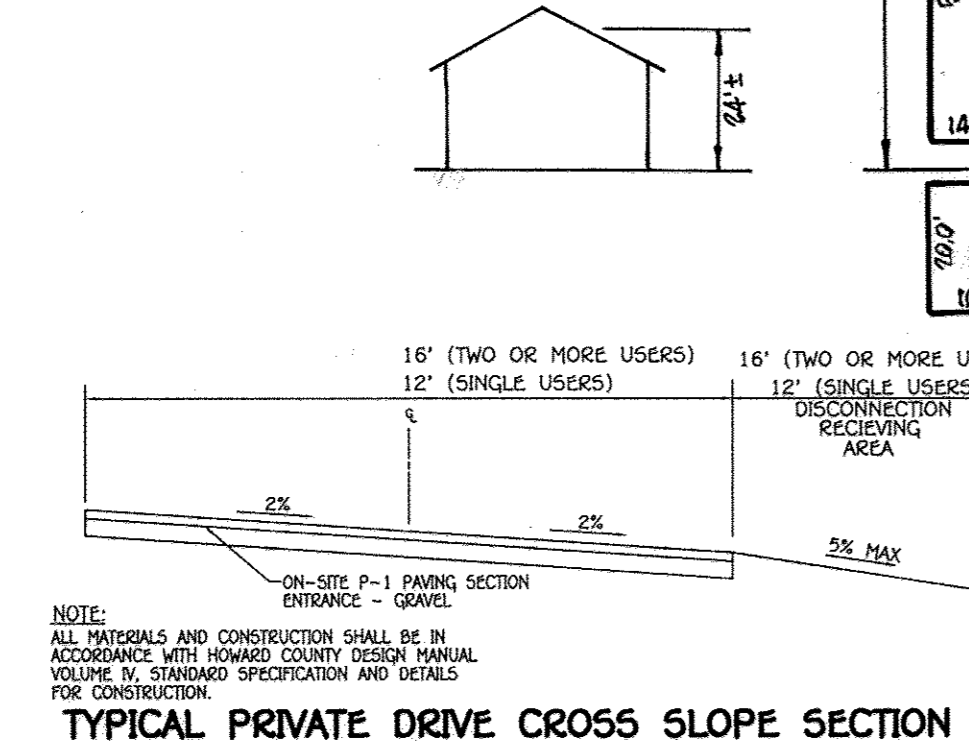 24'±
14
20.0'
16' (TWO OR MORE USERS)
12' (SINGLE USERS)
16' (TWO OR MORE U
12' (SINGLE USERS
DISCONNECTION
RECIEVING
AREA
℄
2%
2%
5% MAX
ON-SITE P-1 PAVING SECTION
ENTRANCE - GRAVEL
NOTE:
ALL MATERIALS AND CONSTRUCTION SHALL BE IN
ACCORDANCE WITH HOWARD COUNTY DESIGN MANUAL
VOLUME IV, STANDARD SPECIFICATION AND DETAILS
FOR CONSTRUCTION.
TYPICAL PRIVATE DRIVE CROSS SLOPE SECTION